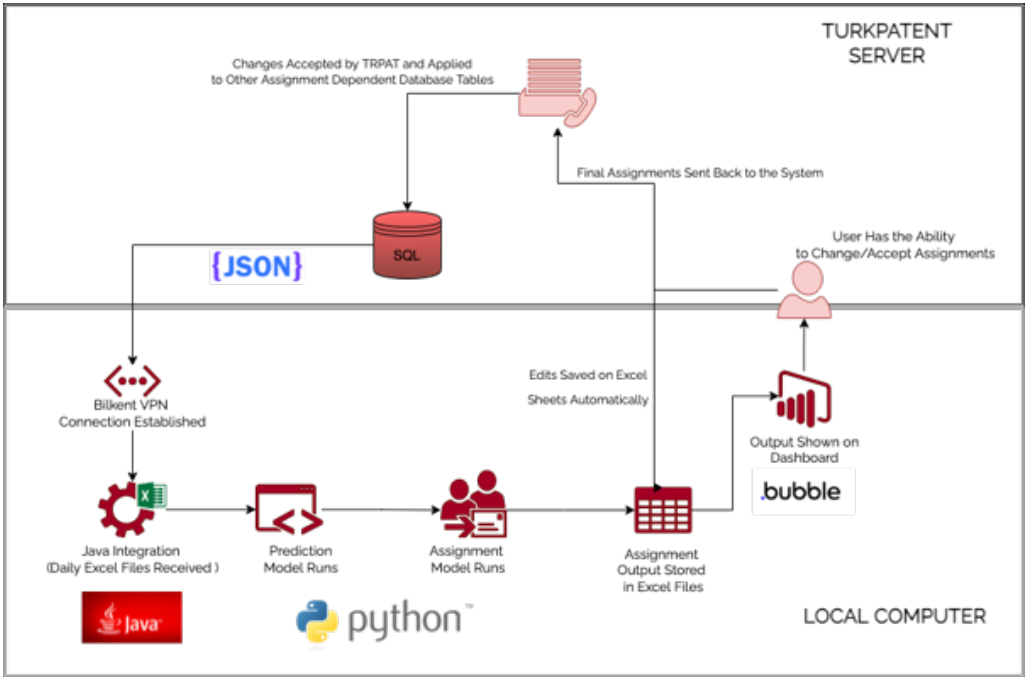 TURKPATENT
SERVER
Changes Accepted by TRPAT and Applied
to Other Assignment Dependent Database Tables
Final Assignments Sent Back to the System
User Has the Ability
to Change/Accept Assignments
SQL
{JSON}
Bilkent VPN
Connection Established
Edits Saved on Excel
Sheets Automatically
Output Shown on
Dashboard
.bubble
X
Java Integration
(Daily Excel Files Received )
Prediction
Model Runs
Assignment
Model Runs
Assignment
Output Stored
in Excel Files
Java
python™
LOCAL COMPUTER